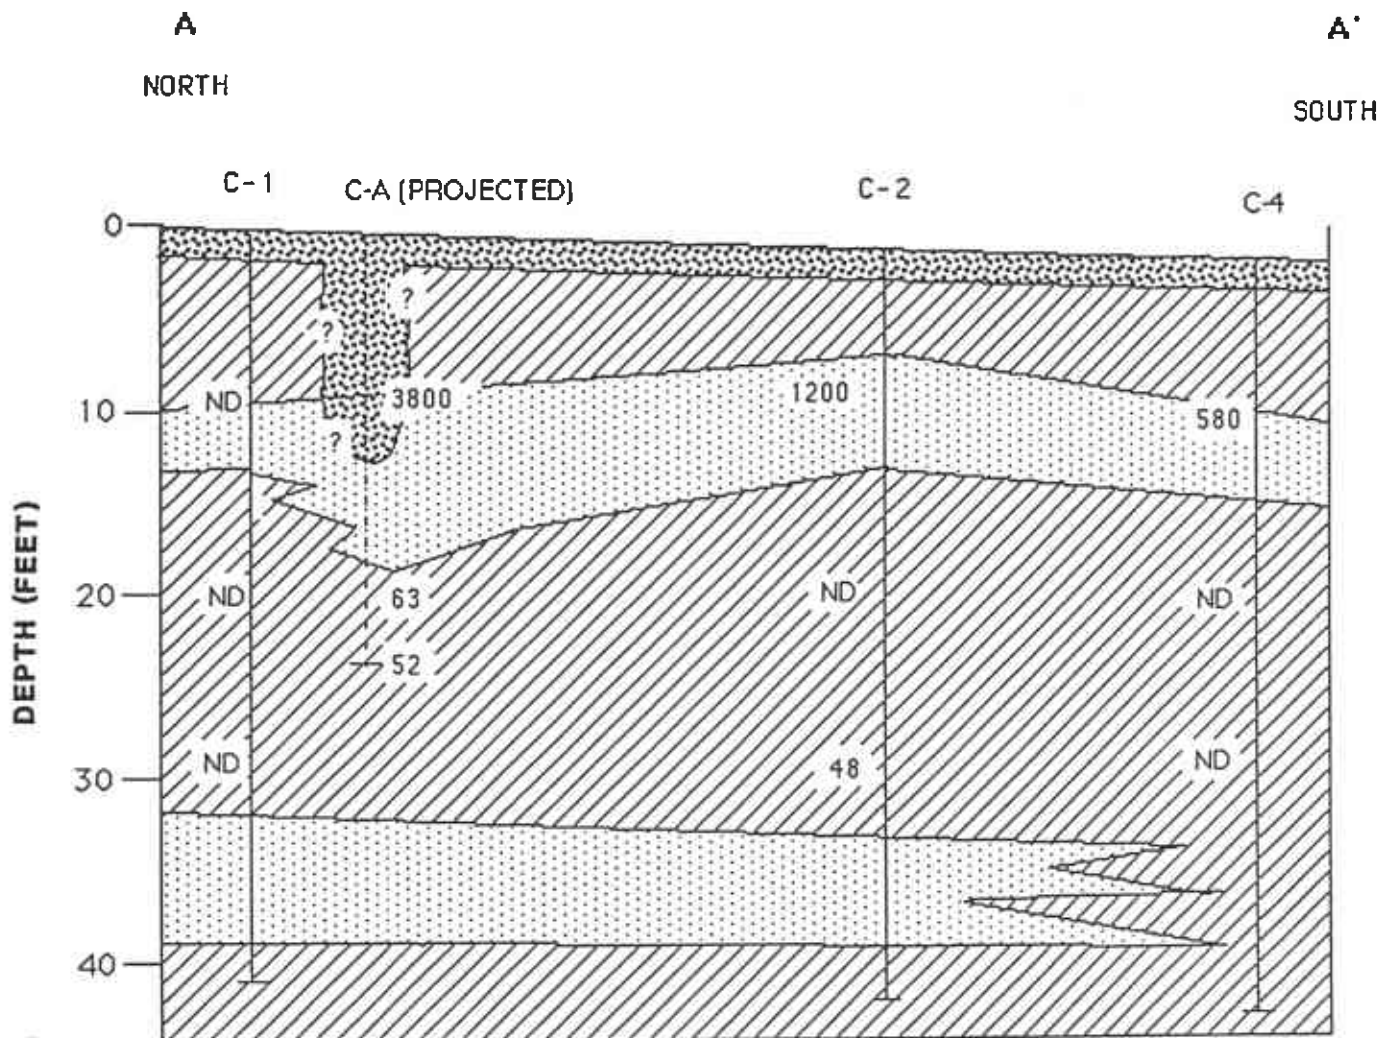 A A'
NORTH
SOUTH
C-1 C-A (PROJECTED) C-2 C-4
0
? ?
10 ND 3800 1200 580
?
DEPTH (FEET)
20 ND 63 ND ND
52
30 ND 48 ND
40